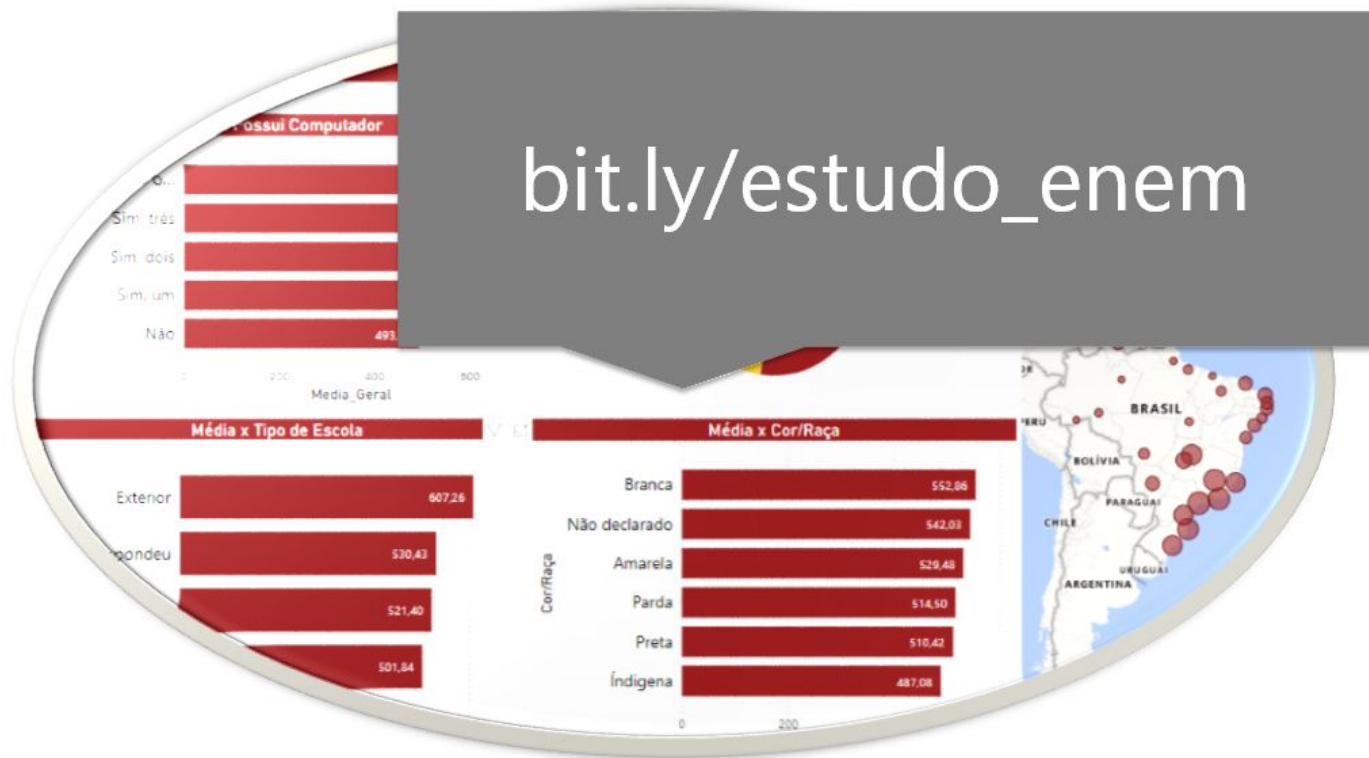 bit.ly/estudo_enem
Possui Computador
Sim, três
Sim, dois
Sim, um
Não
493,
200
400
600
Media_Geral
Média x Tipo de Escola
Exterior
607,26
pondeu
530,43
521,40
501,84
Média x Cor/Raça
Cor/Raça
Branca
552,86
Não declarado
542,03
Amarela
529,48
Parda
514,50
Preta
510,42
Índigena
487,08
0
200
BRASIL
PERU
BOLÍVIA
PARAGUAI
CHILE
URUGUAI
ARGENTINA